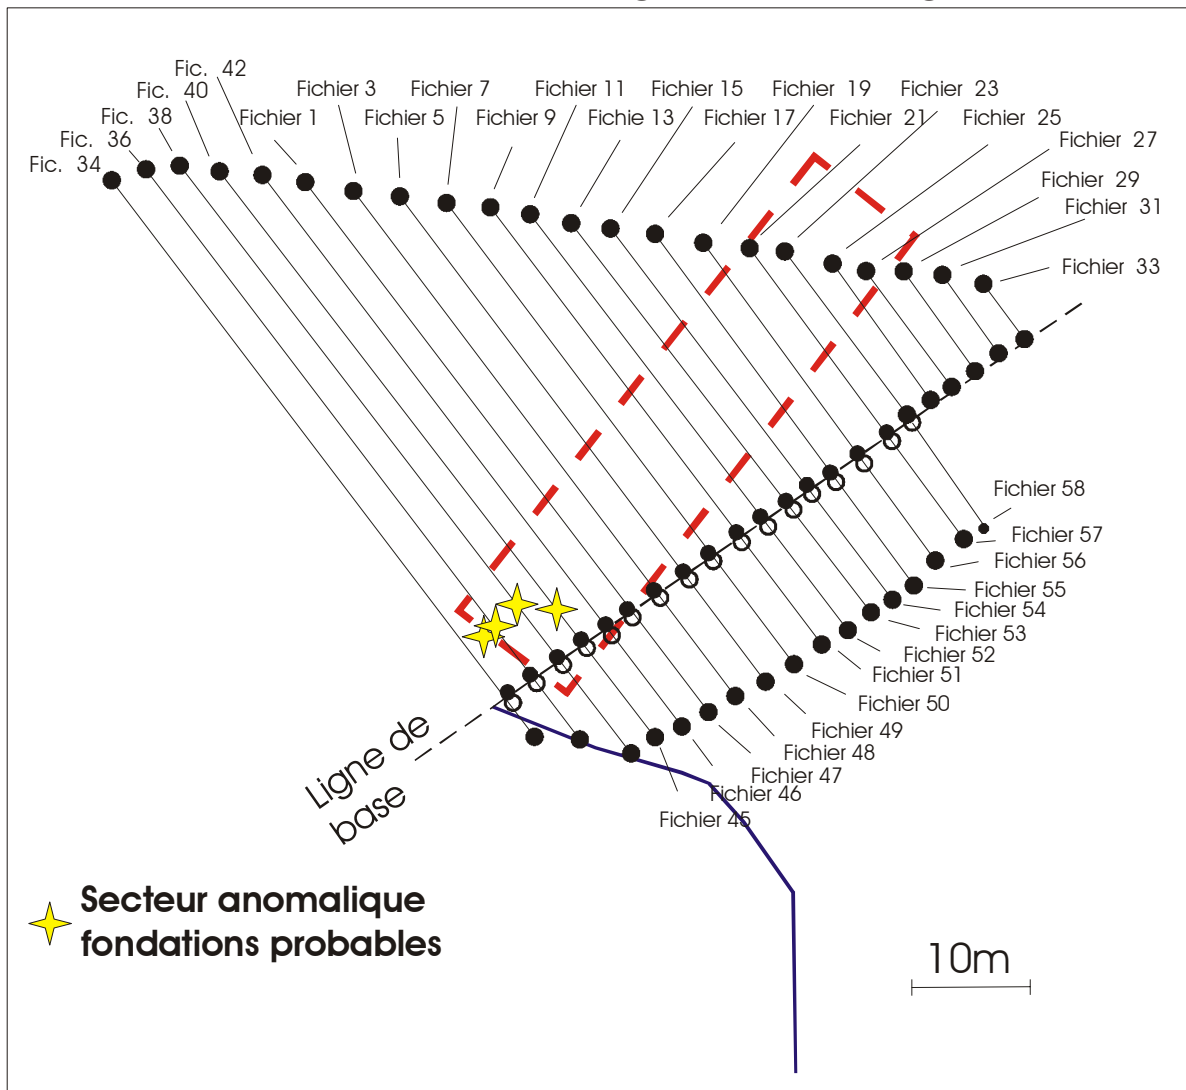 Fic. 42
Fic. 40
Fic. 38
Fic. 36
Fic. 34
Fichier 1
Fichier 3
Fichier 5
Fichier 7
Fichier 9
Fichier 11
Fichie 13
Fichier 15
Fichier 17
Fichier 19
Fichier 21
Fichier 23
Fichier 25
Fichier 27
Fichier 29
Fichier 31
Fichier 33
Fichier 58
Fichier 57
Fichier 56
Fichier 55
Fichier 54
Fichier 53
Fichier 52
Fichier 51
Fichier 50
Fichier 49
Fichier 48
Fichier 47
Fichier 46
Fichier 45
Ligne de
base
Secteur anomalique
fondations probables
10m